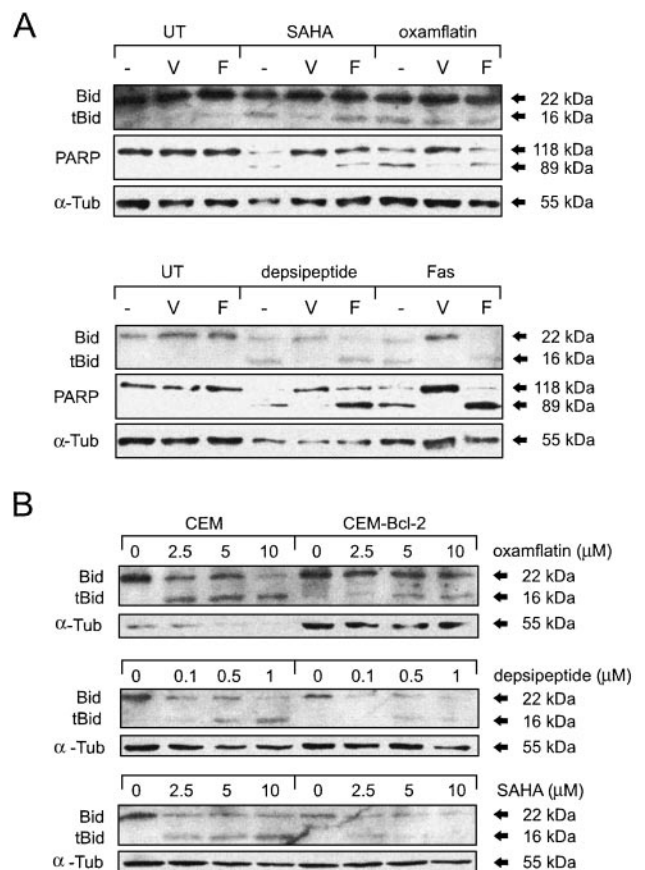 A
UT SAHA oxamflatin
- V F - V F - V F
Bid 22 kDa
tBid 16 kDa
PARP 118 kDa
89 kDa
α-Tub 55 kDa
UT depsipeptide Fas
- V F - V F - V F
Bid 22 kDa
tBid 16 kDa
PARP 118 kDa
89 kDa
α-Tub 55 kDa
B
CEM CEM-Bcl-2
0 2.5 5 10 0 2.5 5 10 oxamflatin (μM)
Bid 22 kDa
tBid 16 kDa
α-Tub 55 kDa
0 0.1 0.5 1 0 0.1 0.5 1 depsipeptide (μM)
Bid 22 kDa
tBid 16 kDa
α -Tub 55 kDa
0 2.5 5 10 0 2.5 5 10 SAHA (μM)
Bid 22 kDa
tBid 16 kDa
α -Tub 55 kDa